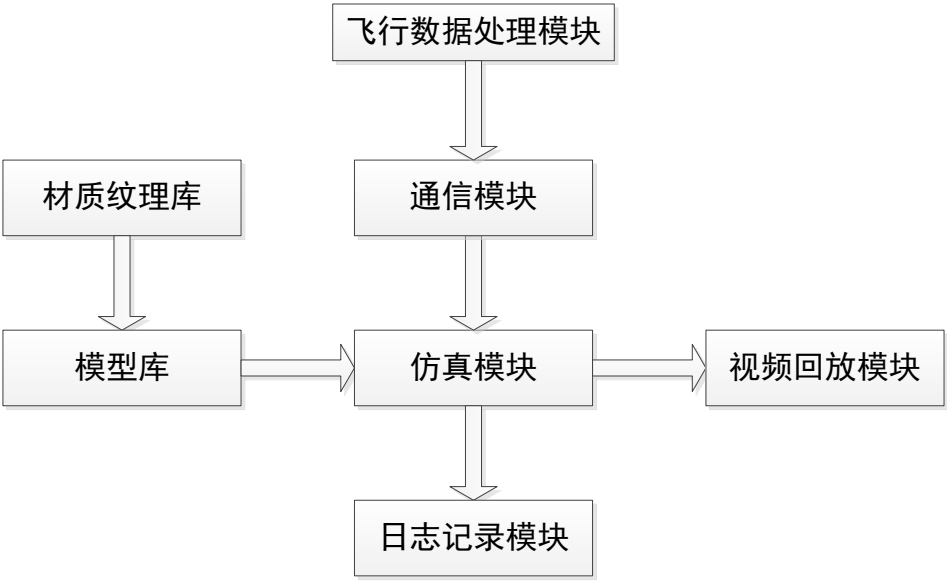 飞行数据处理模块
材质纹理库
通信模块
模型库
仿真模块
视频回放模块
日志记录模块